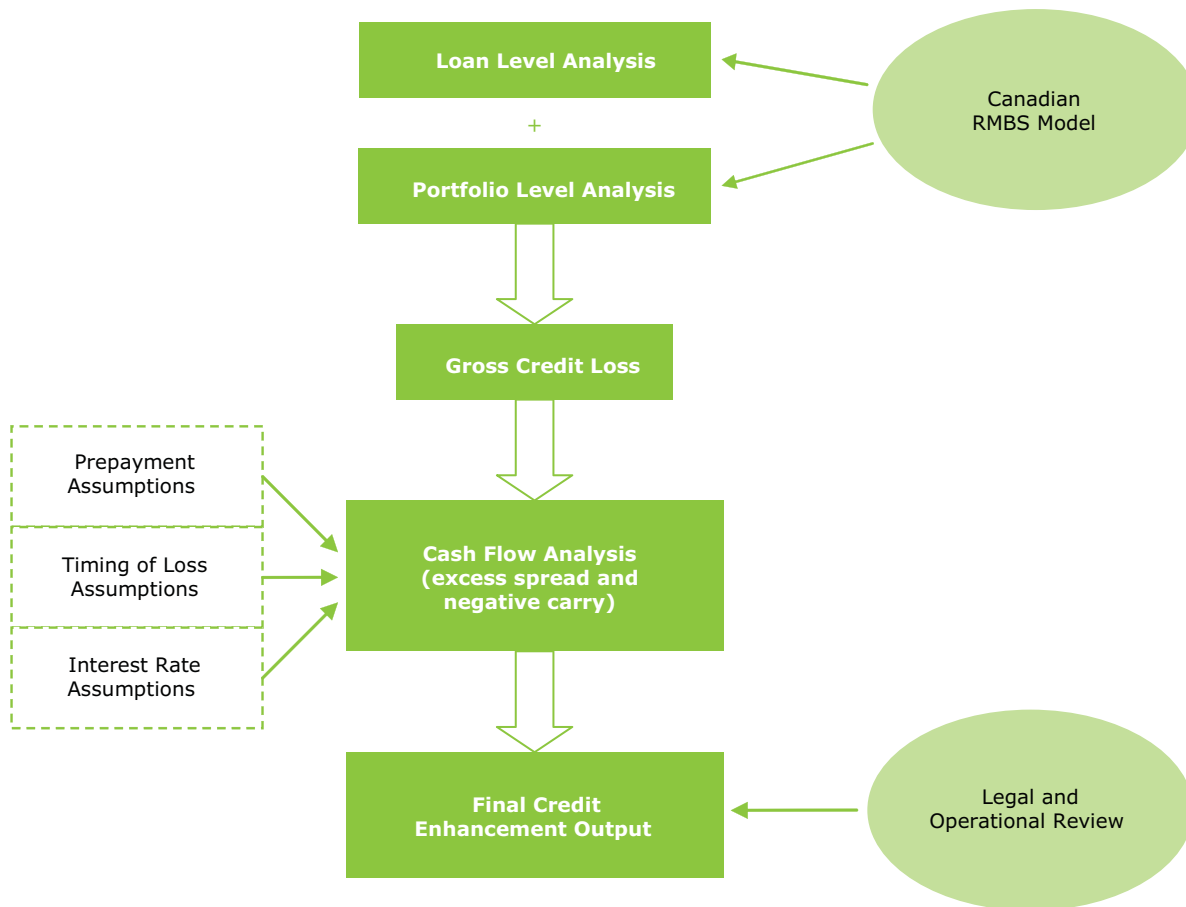 Loan Level Analysis
+
Portfolio Level Analysis
Canadian
RMBS Model
Gross Credit Loss
Prepayment
Assumptions
Timing of Loss
Assumptions
Interest Rate
Assumptions
Cash Flow Analysis
(excess spread and
negative carry)
Final Credit
Enhancement Output
Legal and
Operational Review